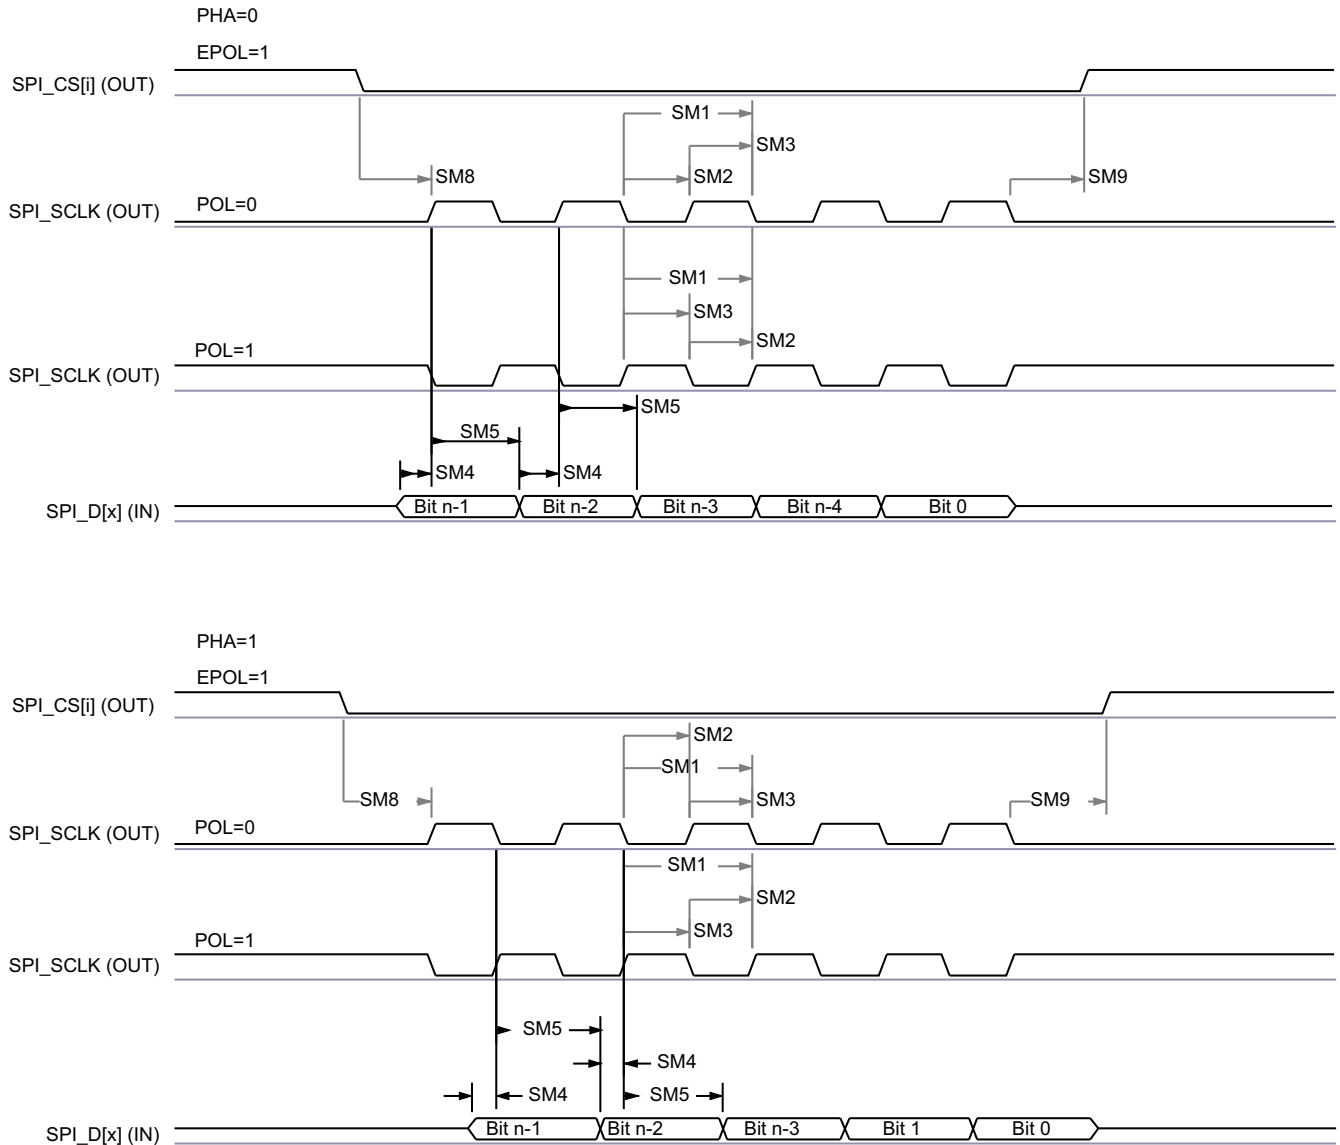 PHA=0
EPOL=1
SPI_CS[i] (OUT)
SM1
SM3
SM8
SM2
SM9
SPI_SCLK (OUT)
POL=0
SM1
SM3
SM2
POL=1
SPI_SCLK (OUT)
SM5
SM5
SM4
SM4
SPI_D[x] (IN)
Bit n-1
Bit n-2
Bit n-3
Bit n-4
Bit 0
PHA=1
EPOL=1
SPI_CS[i] (OUT)
SM2
SM1
SM8
SM3
SM9
SPI_SCLK (OUT)
POL=0
SM1
SM2
SM3
POL=1
SPI_SCLK (OUT)
SM5
SM4
SM4
SM5
SPI_D[x] (IN)
Bit n-1
Bit n-2
Bit n-3
Bit 1
Bit 0